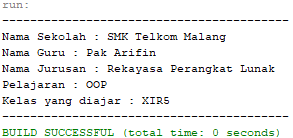 run:
----------------------------------------
Nama Sekolah : SMK Telkom Malang
Nama Guru : Pak Arifin
Nama Jurusan : Rekayasa Perangkat Lunak
Pelajaran : OOP
Kelas yang diajar : XIR5
----------------------------------------
BUILD SUCCESSFUL (total time: 0 seconds)